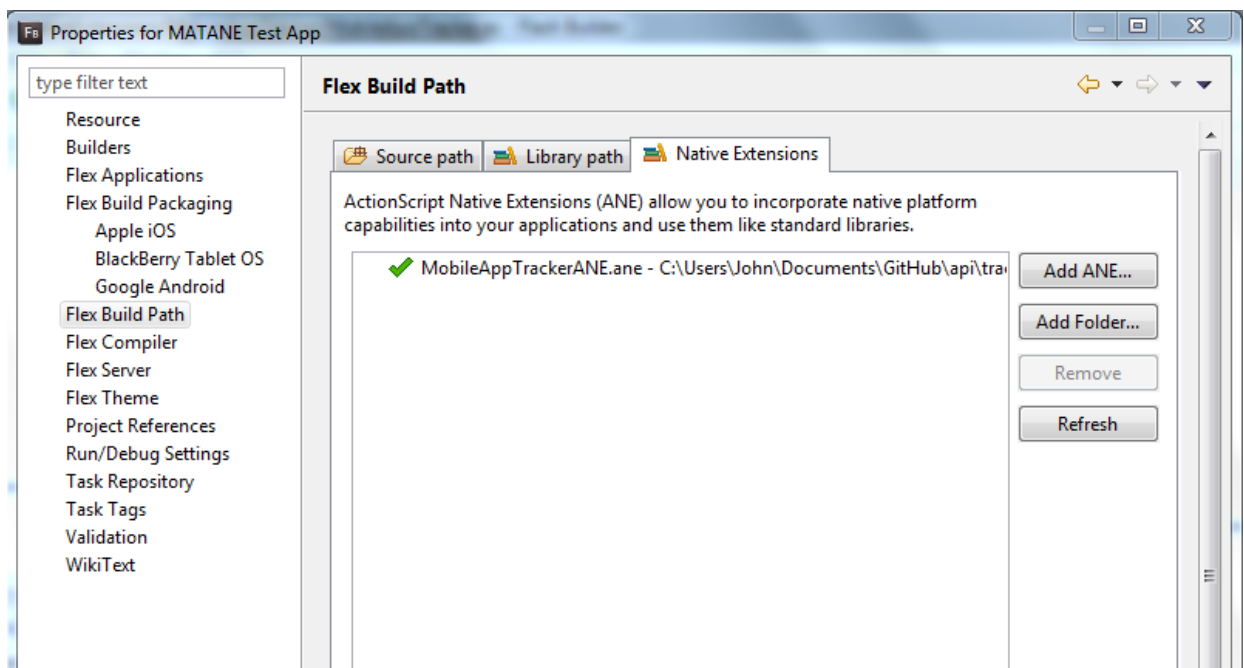 FB Properties for MATANE Test App
type filter text
Resource
Builders
Flex Applications
Flex Build Packaging
Apple iOS
BlackBerry Tablet OS
Google Android
Flex Build Path
Flex Compiler
Flex Server
Flex Theme
Project References
Run/Debug Settings
Task Repository
Task Tags
Validation
WikiText
Flex Build Path
Source path Library path Native Extensions
ActionScript Native Extensions (ANE) allow you to incorporate native platform
capabilities into your applications and use them like standard libraries.
MobileAppTrackerANE.ane - C:\Users\John\Documents\GitHub\api\tra
Add ANE...
Add Folder...
Remove
Refresh